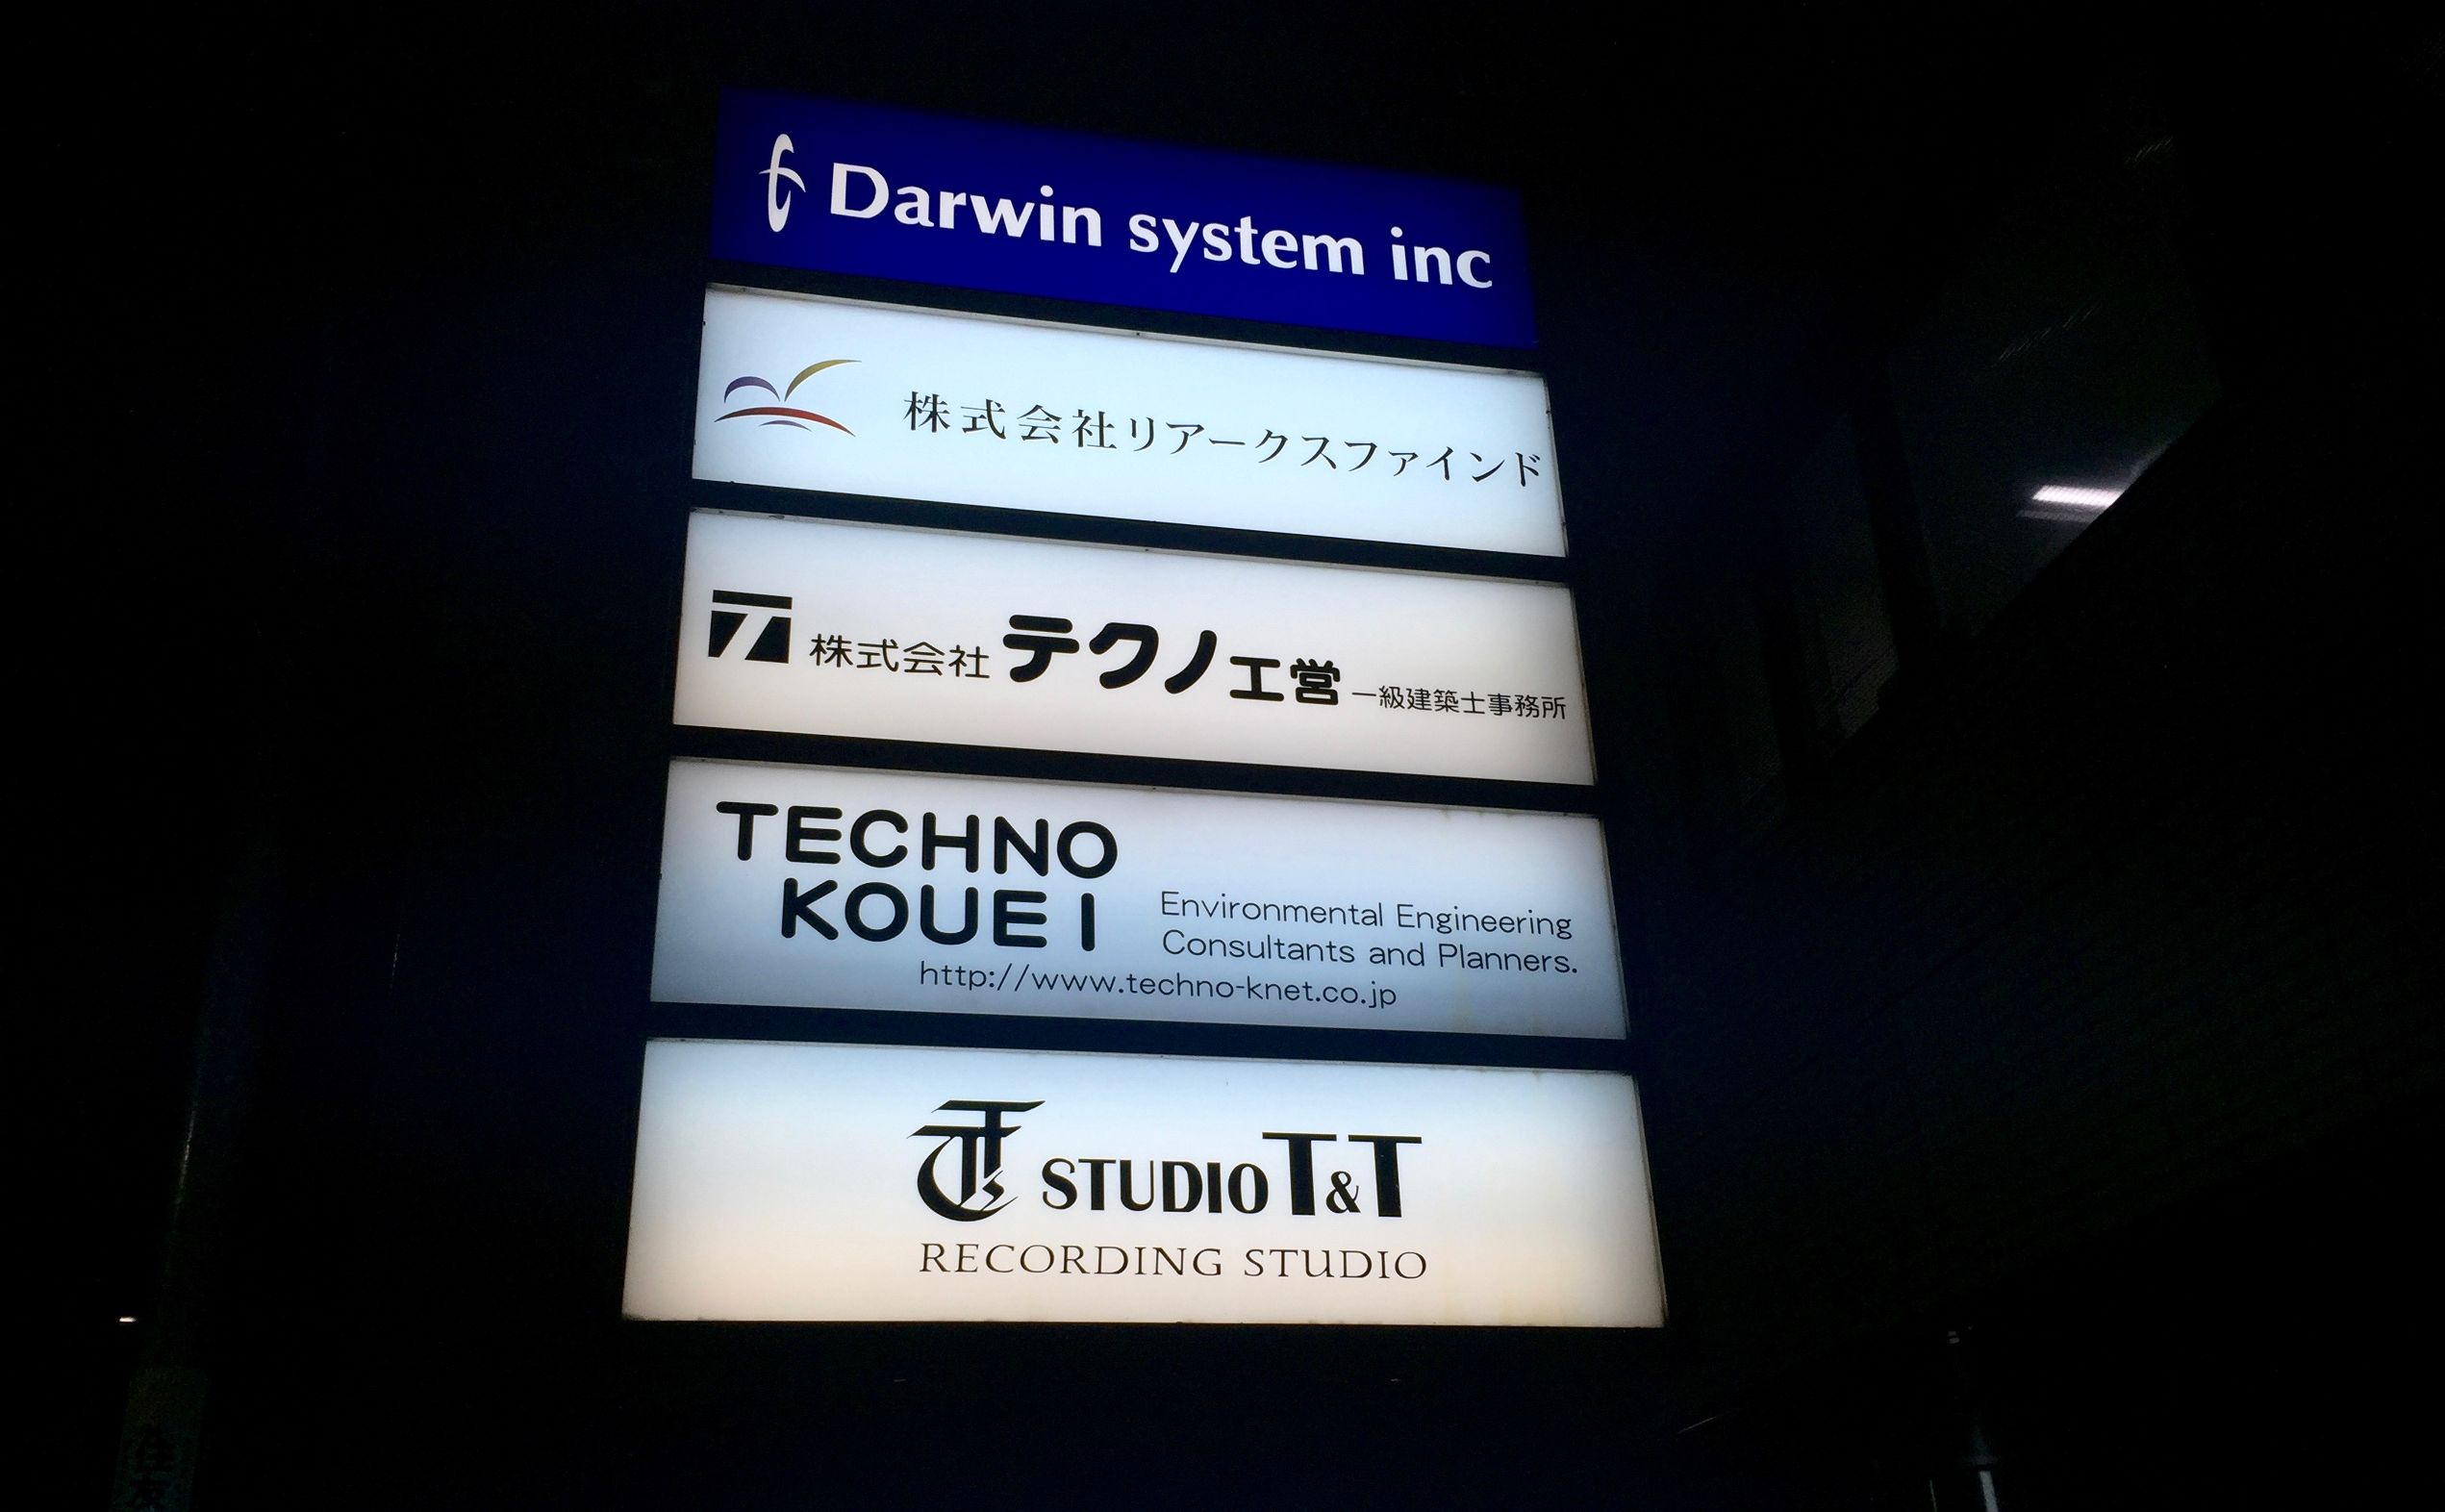 Darwin system inc
株式会社リアークスファインド
株式会社 テクノ工営 一級建築士事務所
TECHNO
KOUEI
Environmental Engineering
Consultants and Planners.
http://www.techno-knet.co.jp
STUDIO T&T
RECORDING STUDIO